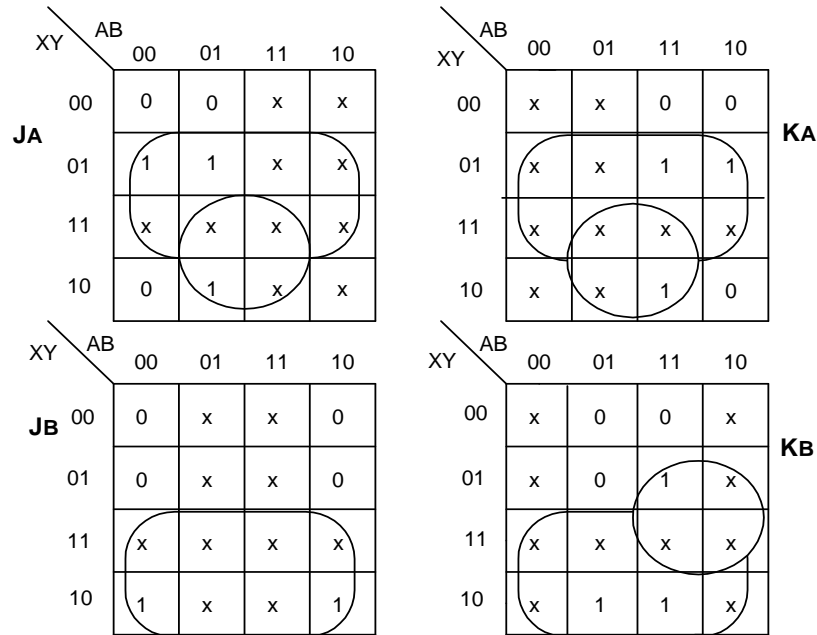 AB
XY 00 01 11 10
00 0 0 x x
JA
01 1 1 x x
11 x x x x
10 0 1 x x
AB
XY 00 01 11 10
00 x x 0 0
KA
01 x x 1 1
11 x x x x
10 x x 1 0
AB
XY 00 01 11 10
JB 00 0 x x 0
01 0 x x 0
11 x x x x
10 1 x x 1
AB
XY 00 01 11 10
00 x 0 0 x
KB
01 x 0 1 x
11 x x x x
10 x 1 1 x